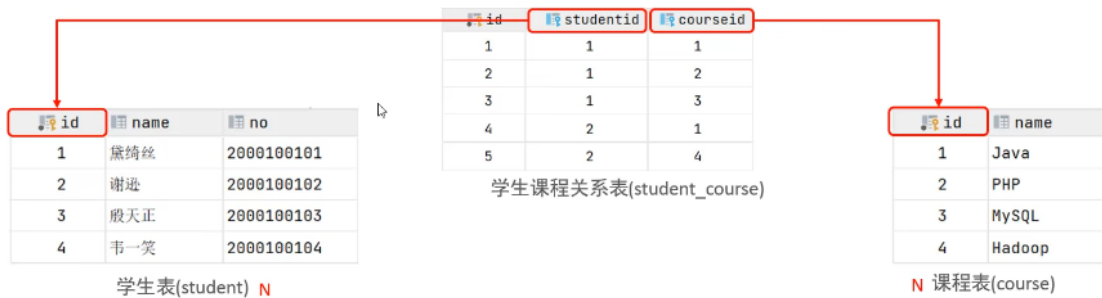 id studentid courseid
1 1 1
2 1 2
3 1 3
4 2 1
5 2 4
学生课程关系表(student_course)
id name no
1 黛绮丝 2000100101
2 谢逊 2000100102
3 殷天正 2000100103
4 韦一笑 2000100104
学生表(student) N
id name
1 Java
2 PHP
3 MySQL
4 Hadoop
N 课程表(course)